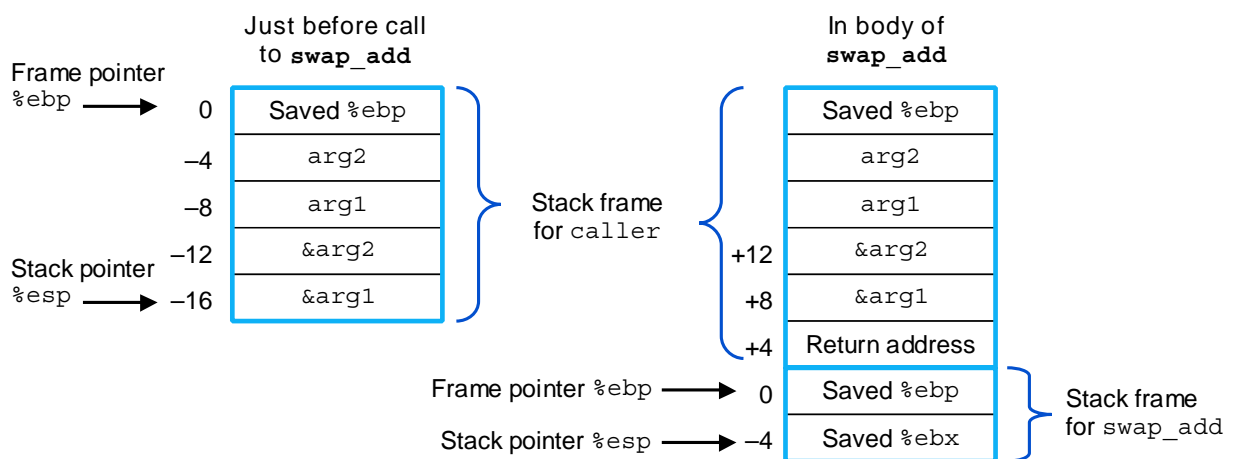 Just before call
to swap_add
In body of
swap_add
Frame pointer
%ebp
0
Saved %ebp
–4
arg2
–8
arg1
–12
&arg2
Stack pointer
%esp
–16
&arg1
Stack frame
for caller
Saved %ebp
arg2
arg1
+12
&arg2
+8
&arg1
+4
Return address
Frame pointer %ebp
0
Saved %ebp
Stack pointer %esp
–4
Saved %ebx
Stack frame
for swap_add